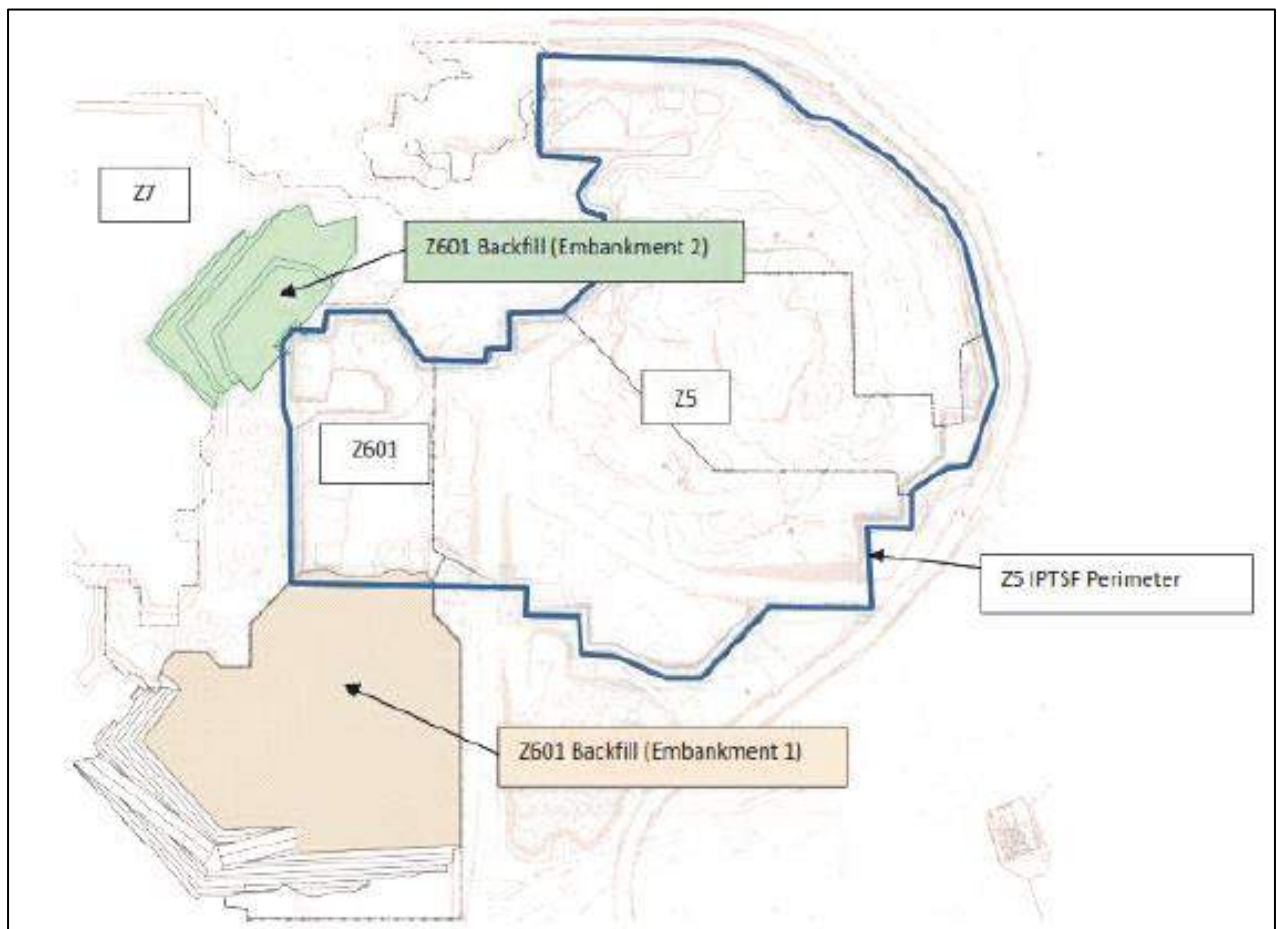 Z7
Z601 Backfill (Embankment 2)
Z5
Z601
Z5 IPTSF Perimeter
Z601 Backfill (Embankment 1)